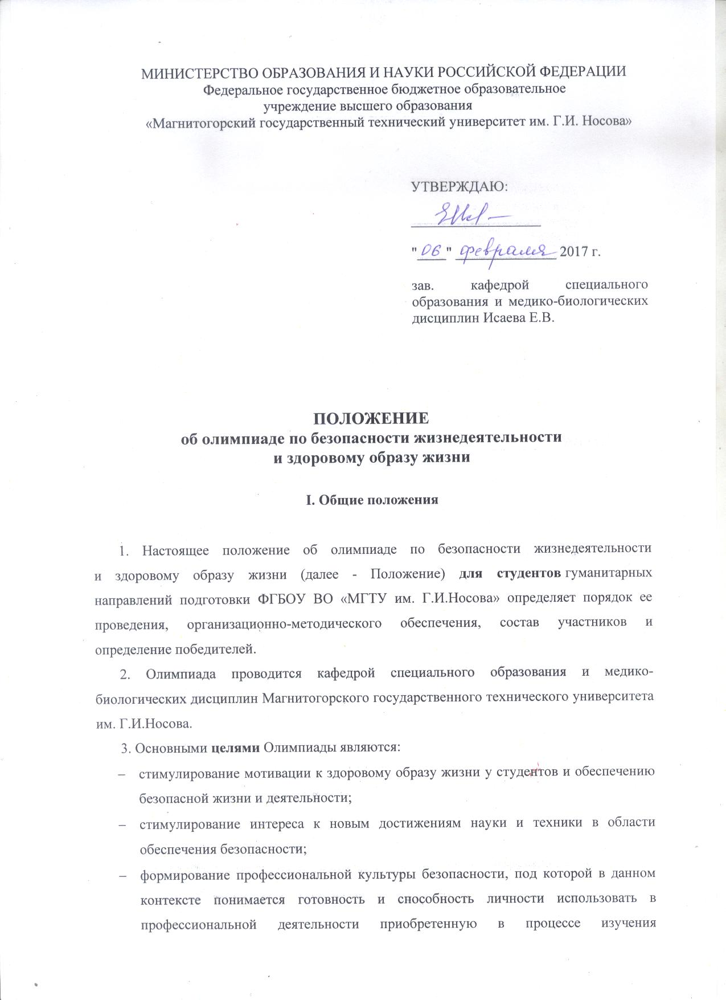 МИНИСТЕРСТВО ОБРАЗОВАНИЯ И НАУКИ РОССИЙСКОЙ ФЕДЕРАЦИИ
Федеральное государственное бюджетное образовательное
учреждение высшего образования
«Магнитогорский государственный технический университет им. Г.И. Носова»
УТВЕРЖДАЮ:
"06" февраля 2017 г.
зав. кафедрой специального
образования и медико-биологических
дисциплин Исаева Е.В.
ПОЛОЖЕНИЕ
об олимпиаде по безопасности жизнедеятельности
и здоровому образу жизни
I. Общие положения
1. Настоящее положение об олимпиаде по безопасности жизнедеятельности
и здоровому образу жизни (далее - Положение) для студентов гуманитарных
направлений подготовки ФГБОУ ВО «МГТУ им. Г.И.Носова» определяет порядок ее
проведения, организационно-методического обеспечения, состав участников и
определение победителей.
2. Олимпиада проводится кафедрой специального образования и медико-
биологических дисциплин Магнитогорского государственного технического университета
им. Г.И.Носова.
3. Основными целями Олимпиады являются:
– стимулирование мотивации к здоровому образу жизни у студентов и обеспечению
безопасной жизни и деятельности;
– стимулирование интереса к новым достижениям науки и техники в области
обеспечения безопасности;
– формирование профессиональной культуры безопасности, под которой в данном
контексте понимается готовность и способность личности использовать в
профессиональной деятельности приобретенную в процессе изучения